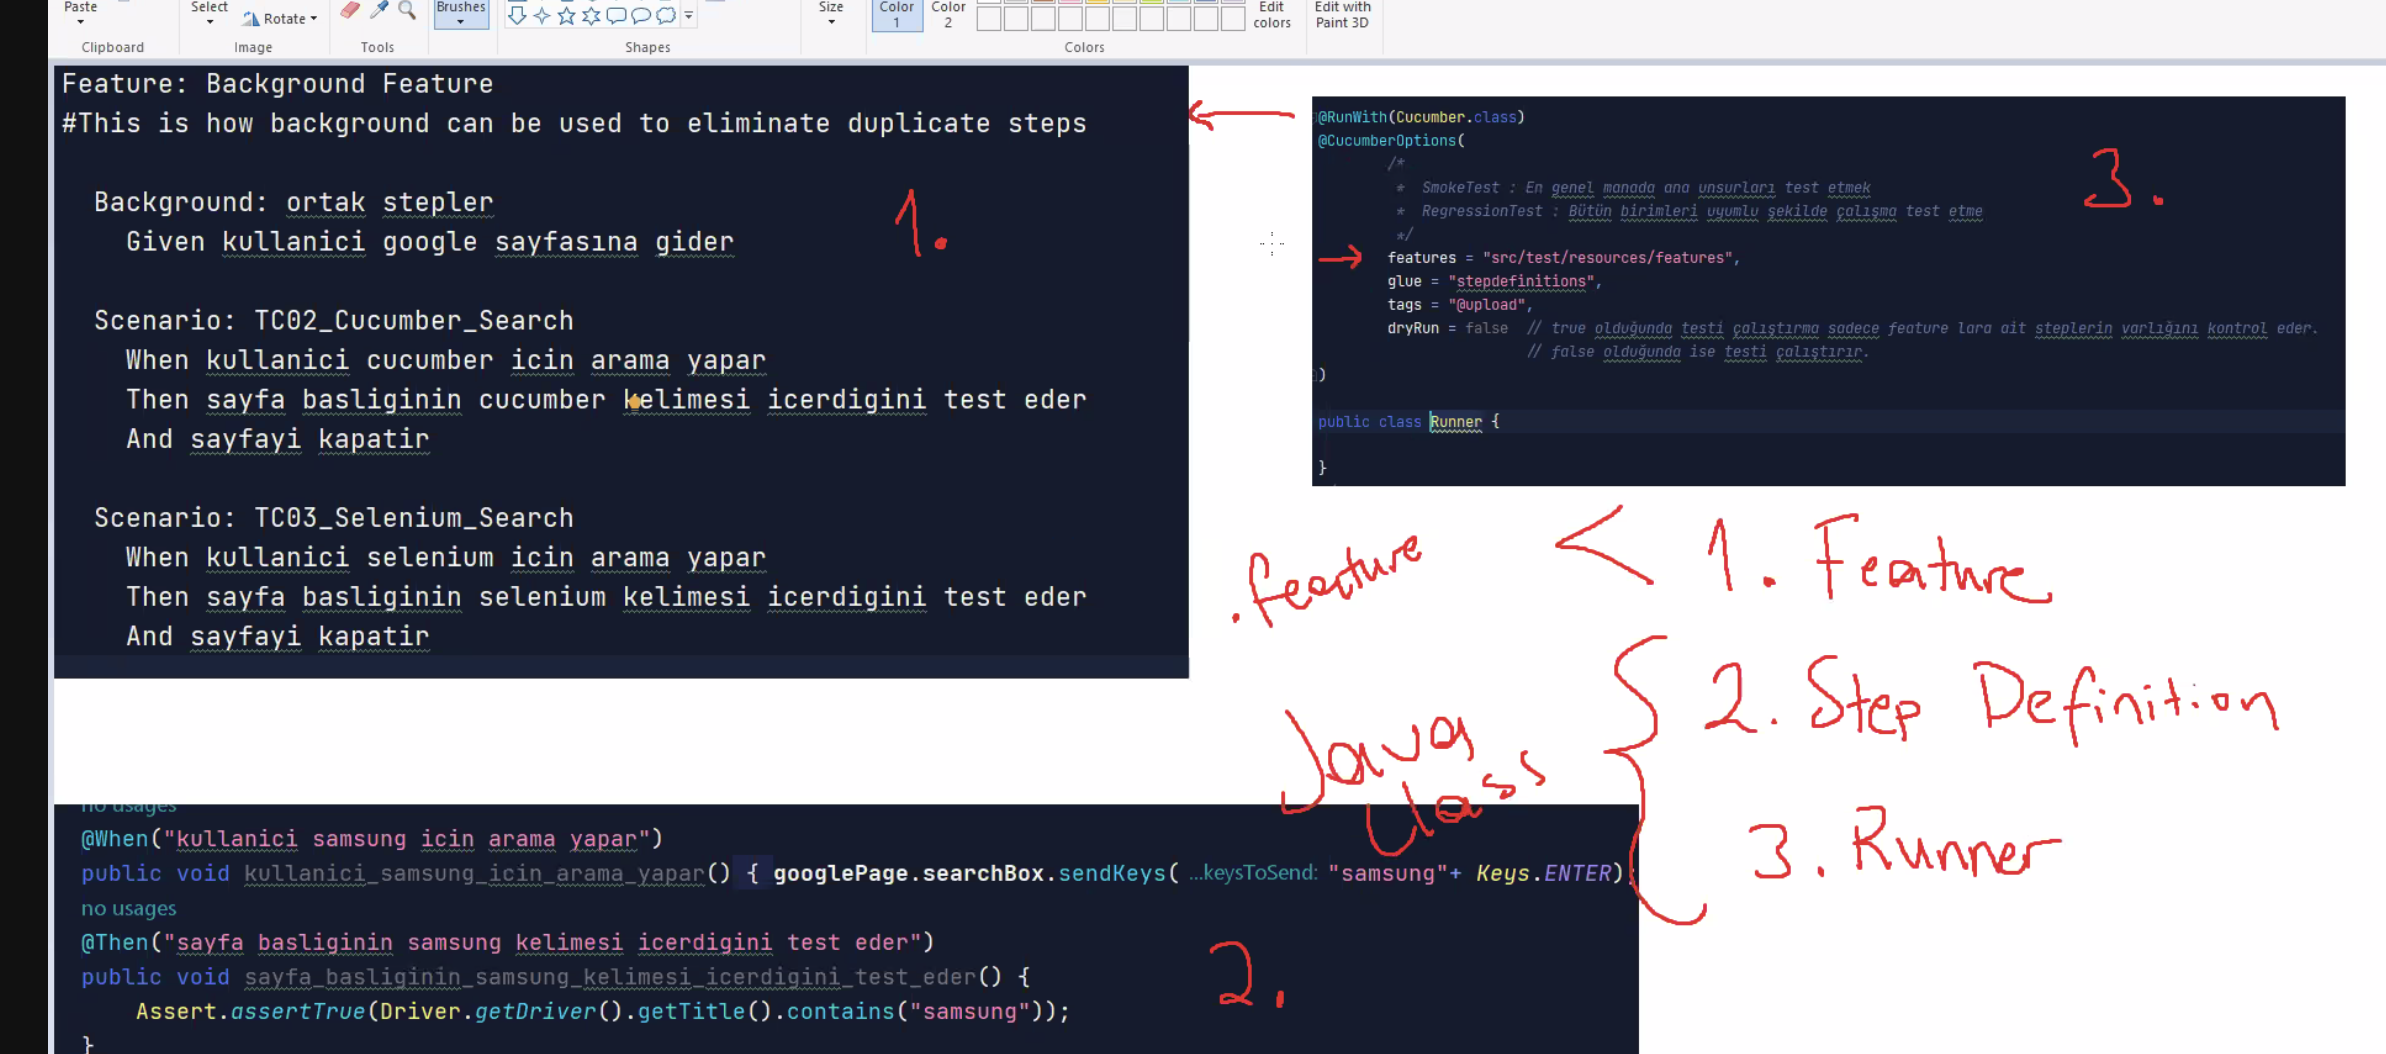 Paste
Select
Rotate
Brushes
Size
Color 1
Color 2
Edit colors
Edit with Paint 3D
Clipboard
Image
Tools
Shapes
Colors
Feature: Background Feature
#This is how background can be used to eliminate duplicate steps
Background: ortak stepler
Given kullanici google sayfasına gider
1.
Scenario: TC02_Cucumber_Search
When kullanici cucumber icin arama yapar
Then sayfa basliginin cucumber kelimesi icerdigini test eder
And sayfayi kapatir
Scenario: TC03_Selenium_Search
When kullanici selenium icin arama yapar
Then sayfa basliginin selenium kelimesi icerdigini test eder
And sayfayi kapatir
@RunWith(Cucumber.class)
@CucumberOptions(
/*
* SmokeTest : En genel manada ana unsurları test etmek
* RegressionTest : Bütün birimleri uyumlu şekilde çalışma test etme
*/
features = "src/test/resources/features",
glue = "stepdefinitions",
tags = "@upload",
dryRun = false // true olduğunda testi çalıştırma sadece feature lara ait steplerin varlığını kontrol eder.
// false olduğunda ise testi çalıştırır.
)
public class Runner {
}
3.
.feature < 1. Feature
Java Class { 2. Step Definition
3. Runner
no usages
@When("kullanici samsung icin arama yapar")
public void kullanici_samsung_icin_arama_yapar() { googlePage.searchBox.sendKeys( ...keysToSend: "samsung"+ Keys.ENTER);
no usages
@Then("sayfa basliginin samsung kelimesi icerdigini test eder")
public void sayfa_basliginin_samsung_kelimesi_icerdigini_test_eder() {
Assert.assertTrue(Driver.getDriver().getTitle().contains("samsung"));
}
2.